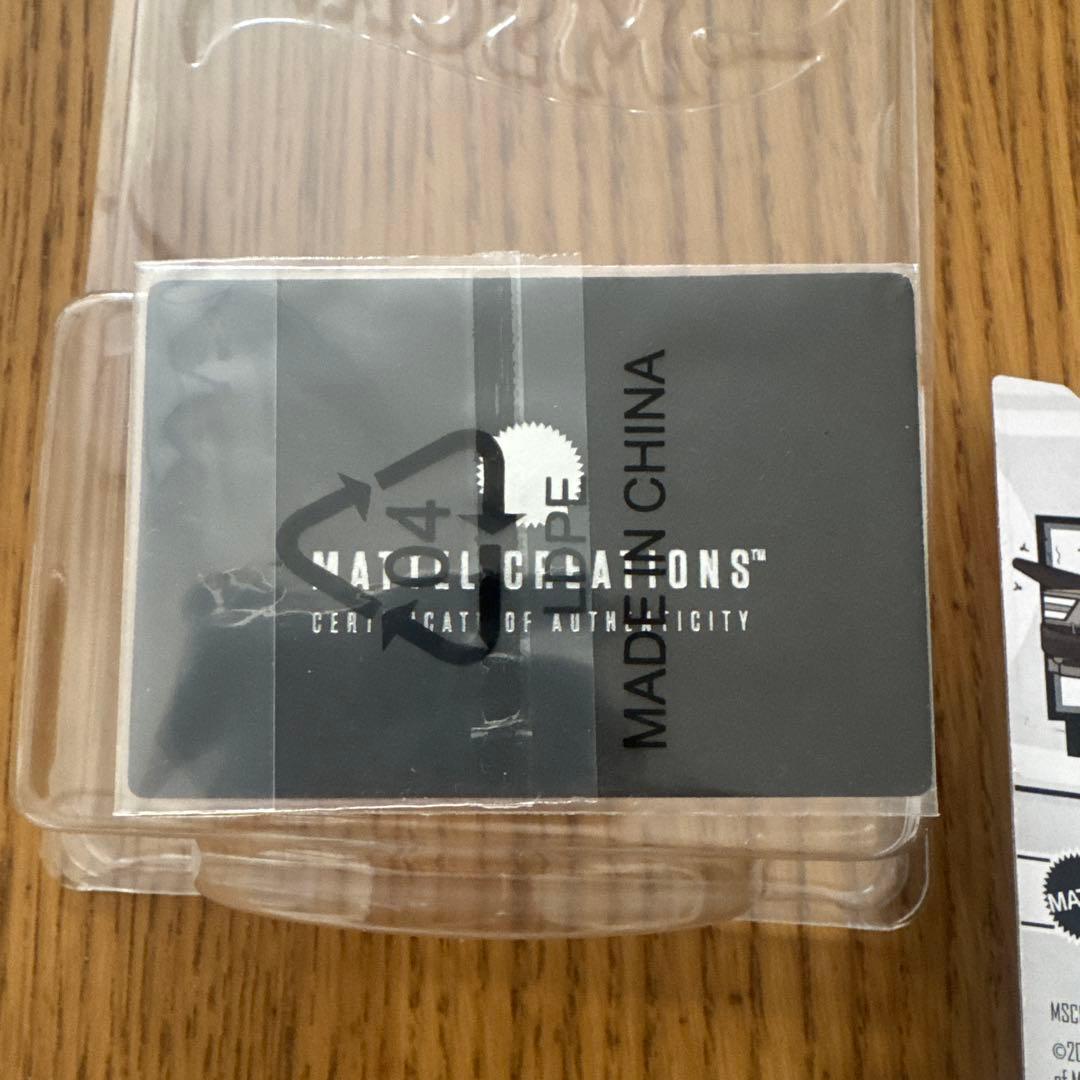 MATTEL CREATIONS™
CERTIFICATE OF AUTHENTICITY
04
LDPE
MADE IN CHINA